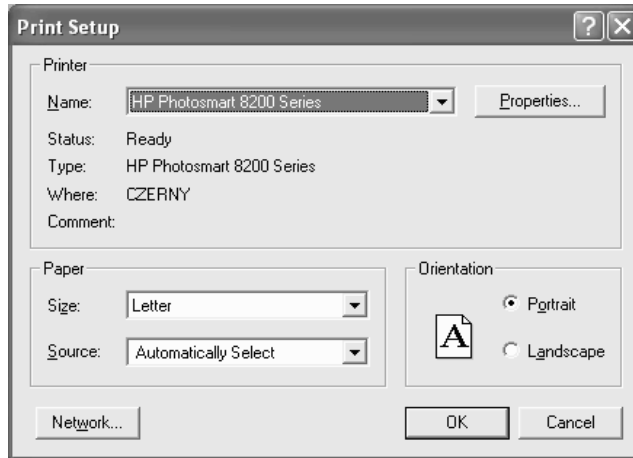 Print Setup
Printer
Name: HP Photosmart 8200 Series Properties...
Status: Ready
Type: HP Photosmart 8200 Series
Where: CZERNY
Comment:
Paper
Size: Letter
Source: Automatically Select
Orientation
A
Portrait
Landscape
Network... OK Cancel